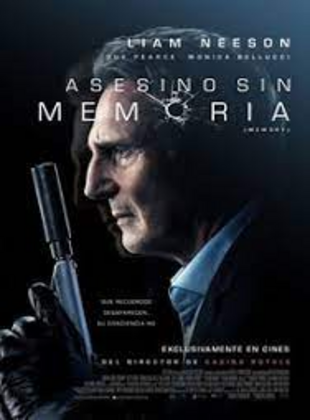 LIAM NEESON
GUY PEARCE MONICA BELLUCCI
ASESINO SIN
MEMORIA
(MEMORY)
SUS RECUERDOS
DESAPARECEN...
SU CONCIENCIA NO
EXCLUSIVAMENTE EN CINES
DEL DIRECTOR DE CASINO ROYALE